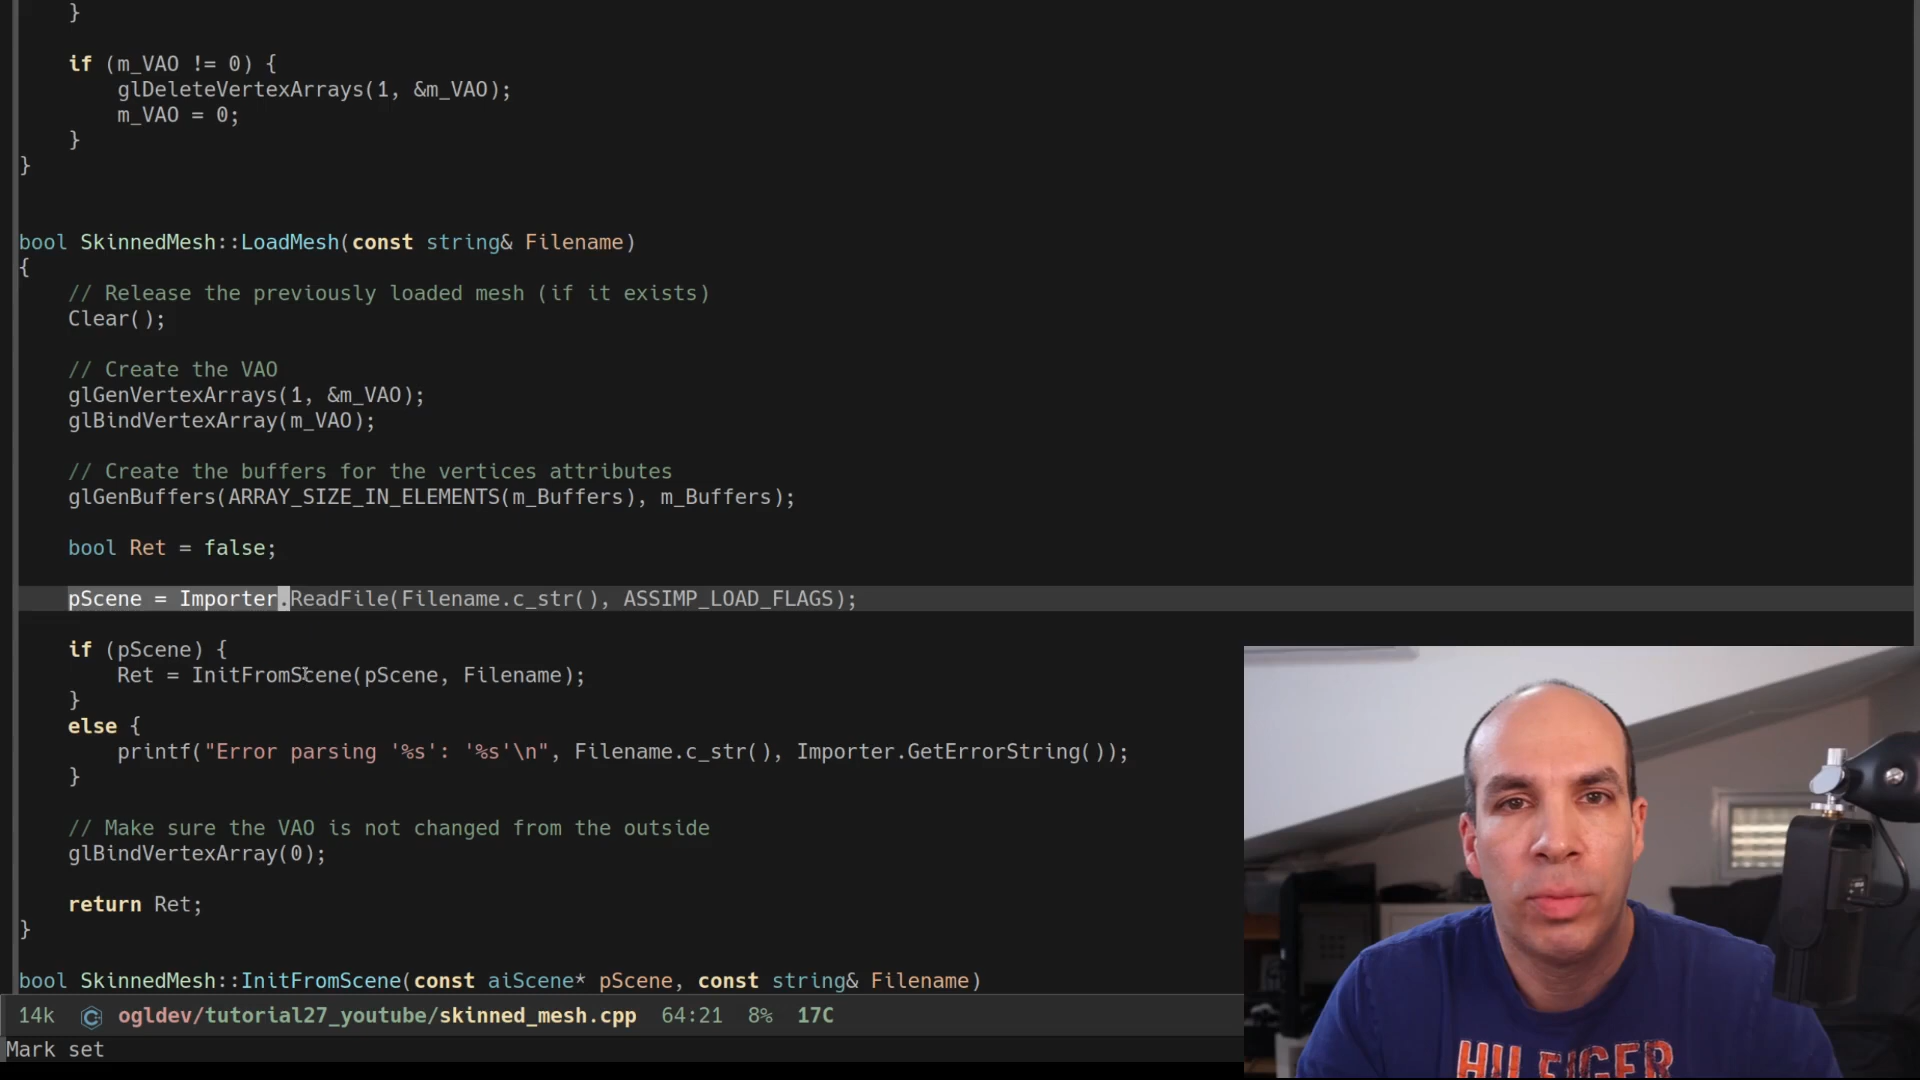 }

    if (m_VAO != 0) {
        glDeleteVertexArrays(1, &m_VAO);
        m_VAO = 0;
    }
}

bool SkinnedMesh::LoadMesh(const string& Filename)
{
    // Release the previously loaded mesh (if it exists)
    Clear();

    // Create the VAO
    glGenVertexArrays(1, &m_VAO);
    glBindVertexArray(m_VAO);

    // Create the buffers for the vertices attributes
    glGenBuffers(ARRAY_SIZE_IN_ELEMENTS(m_Buffers), m_Buffers);

    bool Ret = false;

    pScene = Importer.ReadFile(Filename.c_str(), ASSIMP_LOAD_FLAGS);

    if (pScene) {
        Ret = InitFromScene(pScene, Filename);
    }
    else {
        printf("Error parsing '%s': '%s'\n", Filename.c_str(), Importer.GetErrorString());
    }

    // Make sure the VAO is not changed from the outside
    glBindVertexArray(0);

    return Ret;
}

bool SkinnedMesh::InitFromScene(const aiScene* pScene, const string& Filename)
14k ogldev/tutorial27_youtube/skinned_mesh.cpp 64:21 8% 17C
Mark set
HILFIGER